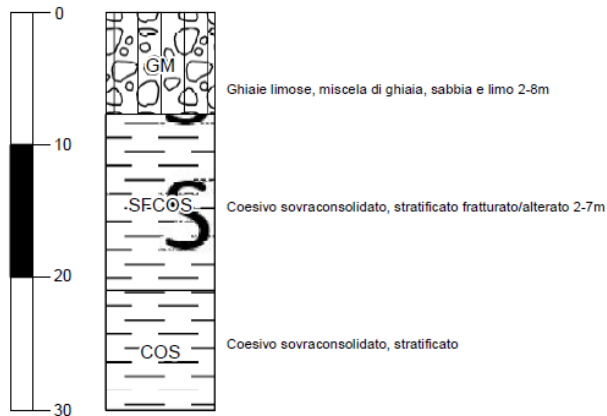 0
GM
Ghiaie limose, miscela di ghiaia, sabbia e limo 2-8m
10
SFCOS
Coesivo sovraconsolidato, stratificato fratturato/alterato 2-7m
20
COS
Coesivo sovraconsolidato, stratificato
30